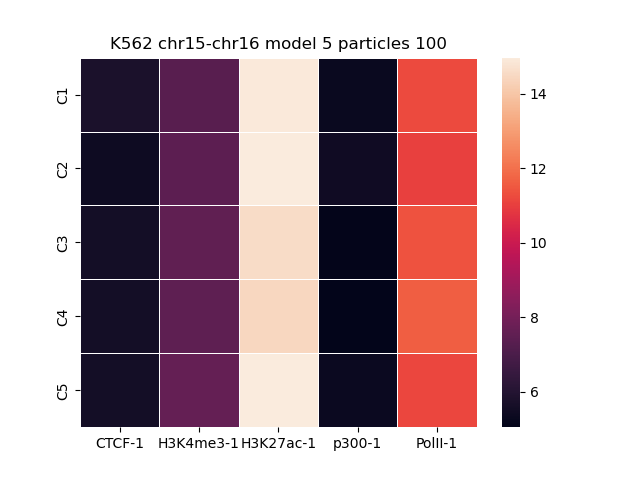 K562 chr15-chr16 model 5 particles 100
C1
C2
C3
C4
C5
CTCF-1 H3K4me3-1 H3K27ac-1 p300-1 PolII-1
14
12
10
8
6